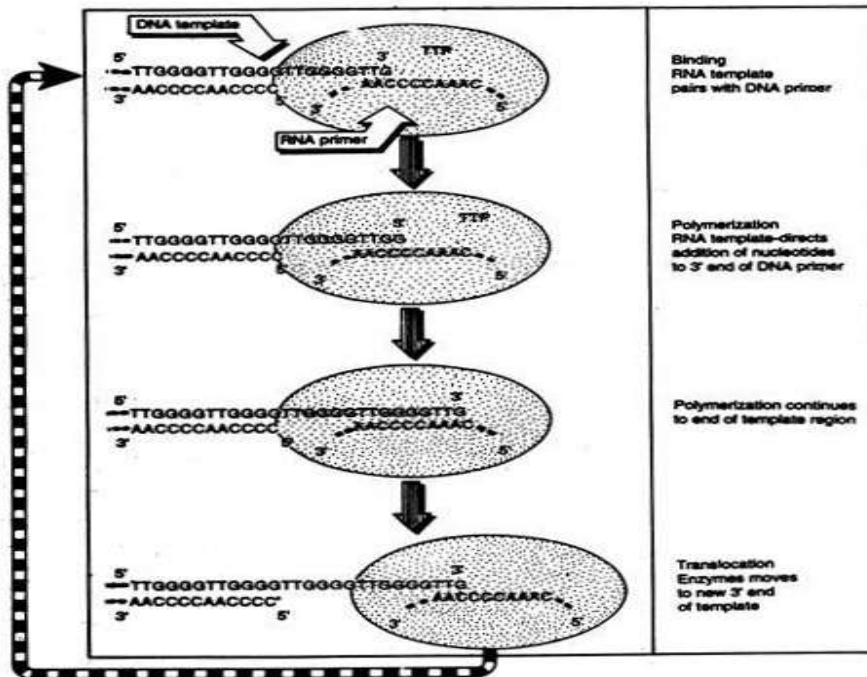 DNA template
5' 3' TTP
TTGGGGTTGGGGTTGGGGTTG
AACCCCAACCCC 5' 3' AACCCCAAAC 5'
3'
RNA primer
Binding
RNA template
pairs with DNA primer
5' 3' TTP
TTGGGGTTGGGGTTGGGGTTGG
AACCCCAACCCC 5' 3' AACCCCAAAC 5'
3'
Polymerization
RNA template-directs
addition of nucleotides
to 3' end of DNA primer
5' 3'
TTGGGGTTGGGGTTGGGGTTGGGGTTG
AACCCCAACCCC 5' 3' AACCCCAAAC 5'
3'
Polymerization continues
to end of template region
5' 3'
TTGGGGTTGGGGTTGGGGTTGGGGTTG
AACCCCAACCCC 5' 3' AACCCCAAAC 5'
3'
Translocation
Enzymes moves
to new 3' end
of template